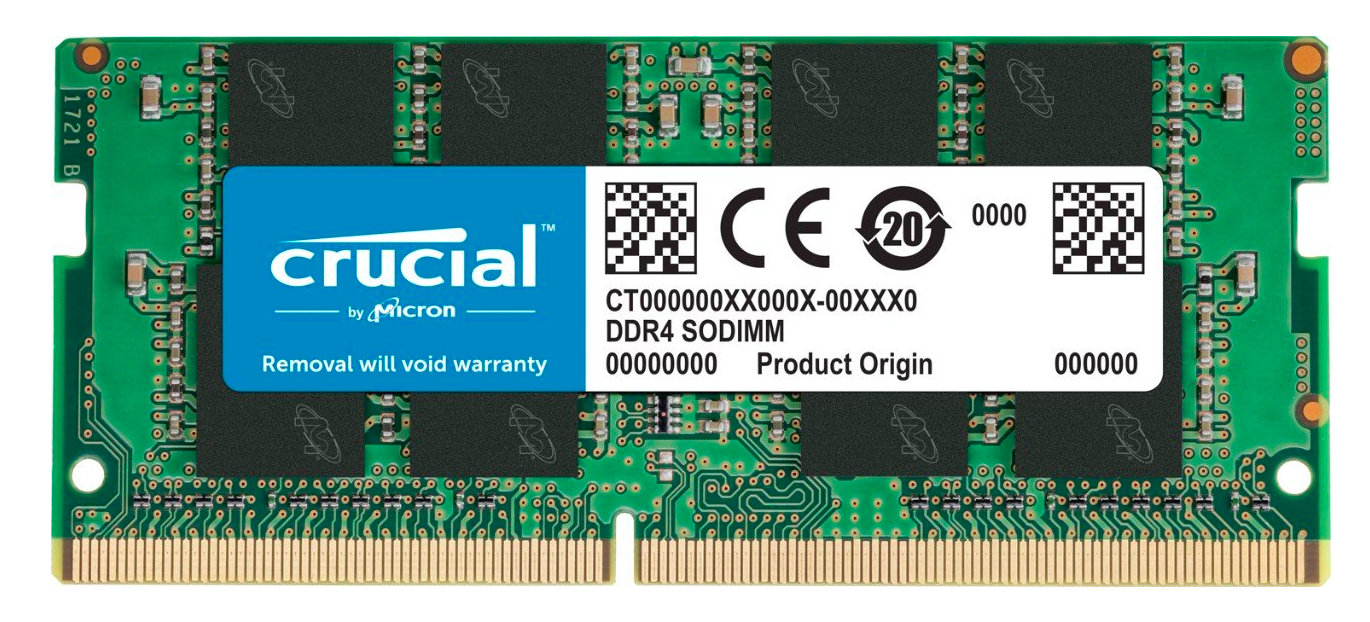 1721 B
crucial™
by Micron
Removal will void warranty
CE
20
0000
CT000000XX000X-00XXX0
DDR4 SODIMM
00000000 Product Origin 000000